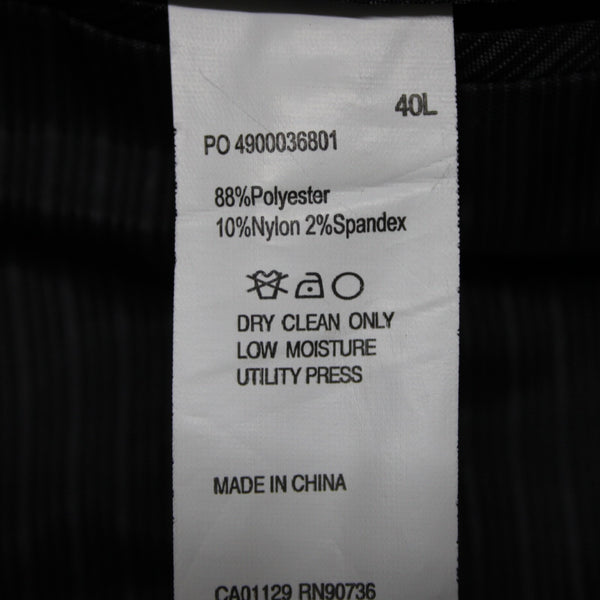 40L
PO 4900036801
88%Polyester
10%Nylon 2%Spandex
DRY CLEAN ONLY
LOW MOISTURE
UTILITY PRESS
MADE IN CHINA
CA01129 RN90736